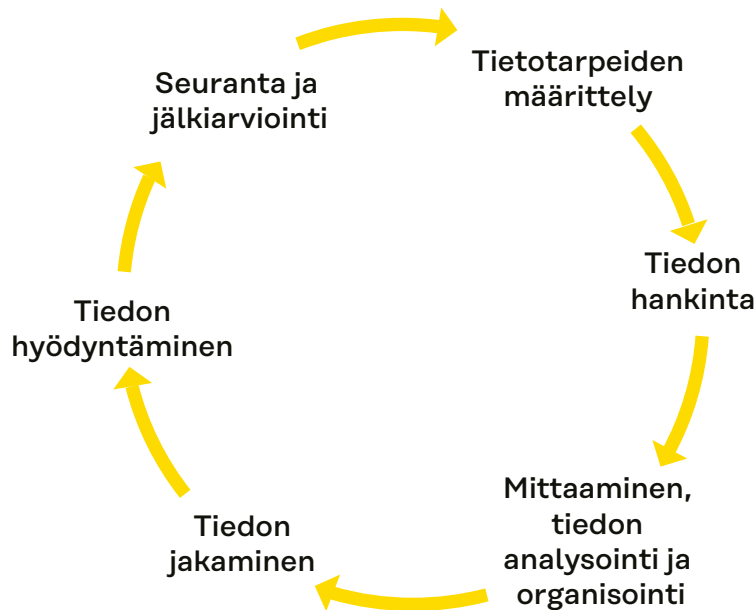 Tietotarpeiden
määrittely
Tiedon
hankinta
Mittaaminen,
tiedon
analysointi ja
organisointi
Tiedon
jakaminen
Tiedon
hyödyntäminen
Seuranta ja
jälkiarviointi